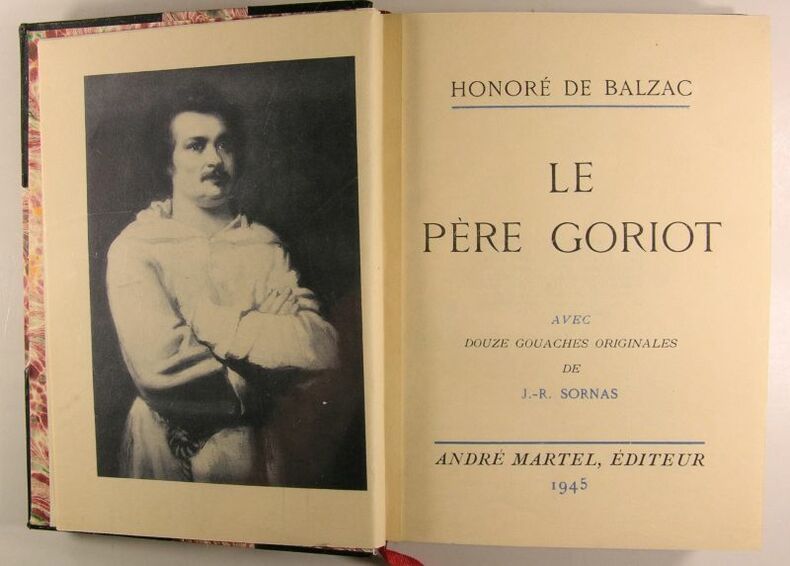 HONORÉ DE BALZAC
LE
PÈRE GORIOT
AVEC
DOUZE GOUACHES ORIGINALES
DE
J.-R. SORNAS
ANDRÉ MARTEL, ÉDITEUR
1945